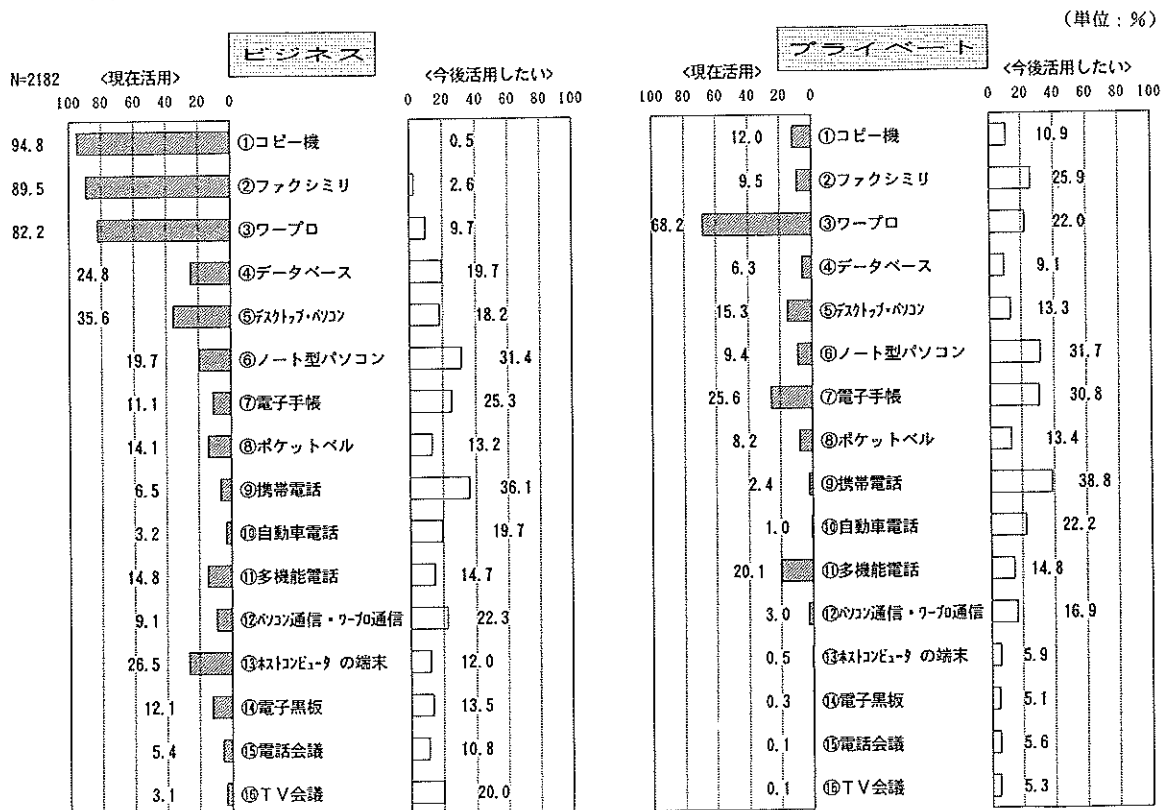 (単位：%)
ビジネス
プライベート
N=2182
<現在活用>
<今後活用したい>
<現在活用>
<今後活用したい>
100 80 60 40 20 0
0 20 40 60 80 100
100 80 60 40 20 0
0 20 40 60 80 100
94.8 ①コピー機 0.5 12.0 ①コピー機 10.9
89.5 ②ファクシミリ 2.6 9.5 ②ファクシミリ 25.9
82.2 ③ワープロ 9.7 68.2 ③ワープロ 22.0
24.8 ④データベース 19.7 6.3 ④データベース 9.1
35.6 ⑤デスクトップ・パソコン 18.2 15.3 ⑤デスクトップ・パソコン 13.3
19.7 ⑥ノート型パソコン 31.4 9.4 ⑥ノート型パソコン 31.7
11.1 ⑦電子手帳 25.3 25.6 ⑦電子手帳 30.8
14.1 ⑧ポケットベル 13.2 8.2 ⑧ポケットベル 13.4
6.5 ⑨携帯電話 36.1 2.4 ⑨携帯電話 38.8
3.2 ⑩自動車電話 19.7 1.0 ⑩自動車電話 22.2
14.8 ⑪多機能電話 14.7 20.1 ⑪多機能電話 14.8
9.1 ⑫パソコン通信・ワープロ通信 22.3 3.0 ⑫パソコン通信・ワープロ通信 16.9
26.5 ⑬ホストコンピュータ の端末 12.0 0.5 ⑬ホストコンピュータ の端末 5.9
12.1 ⑭電子黒板 13.5 0.3 ⑭電子黒板 5.1
5.4 ⑮電話会議 10.8 0.1 ⑮電話会議 5.6
3.1 ⑯TV会議 20.0 0.1 ⑯TV会議 5.3